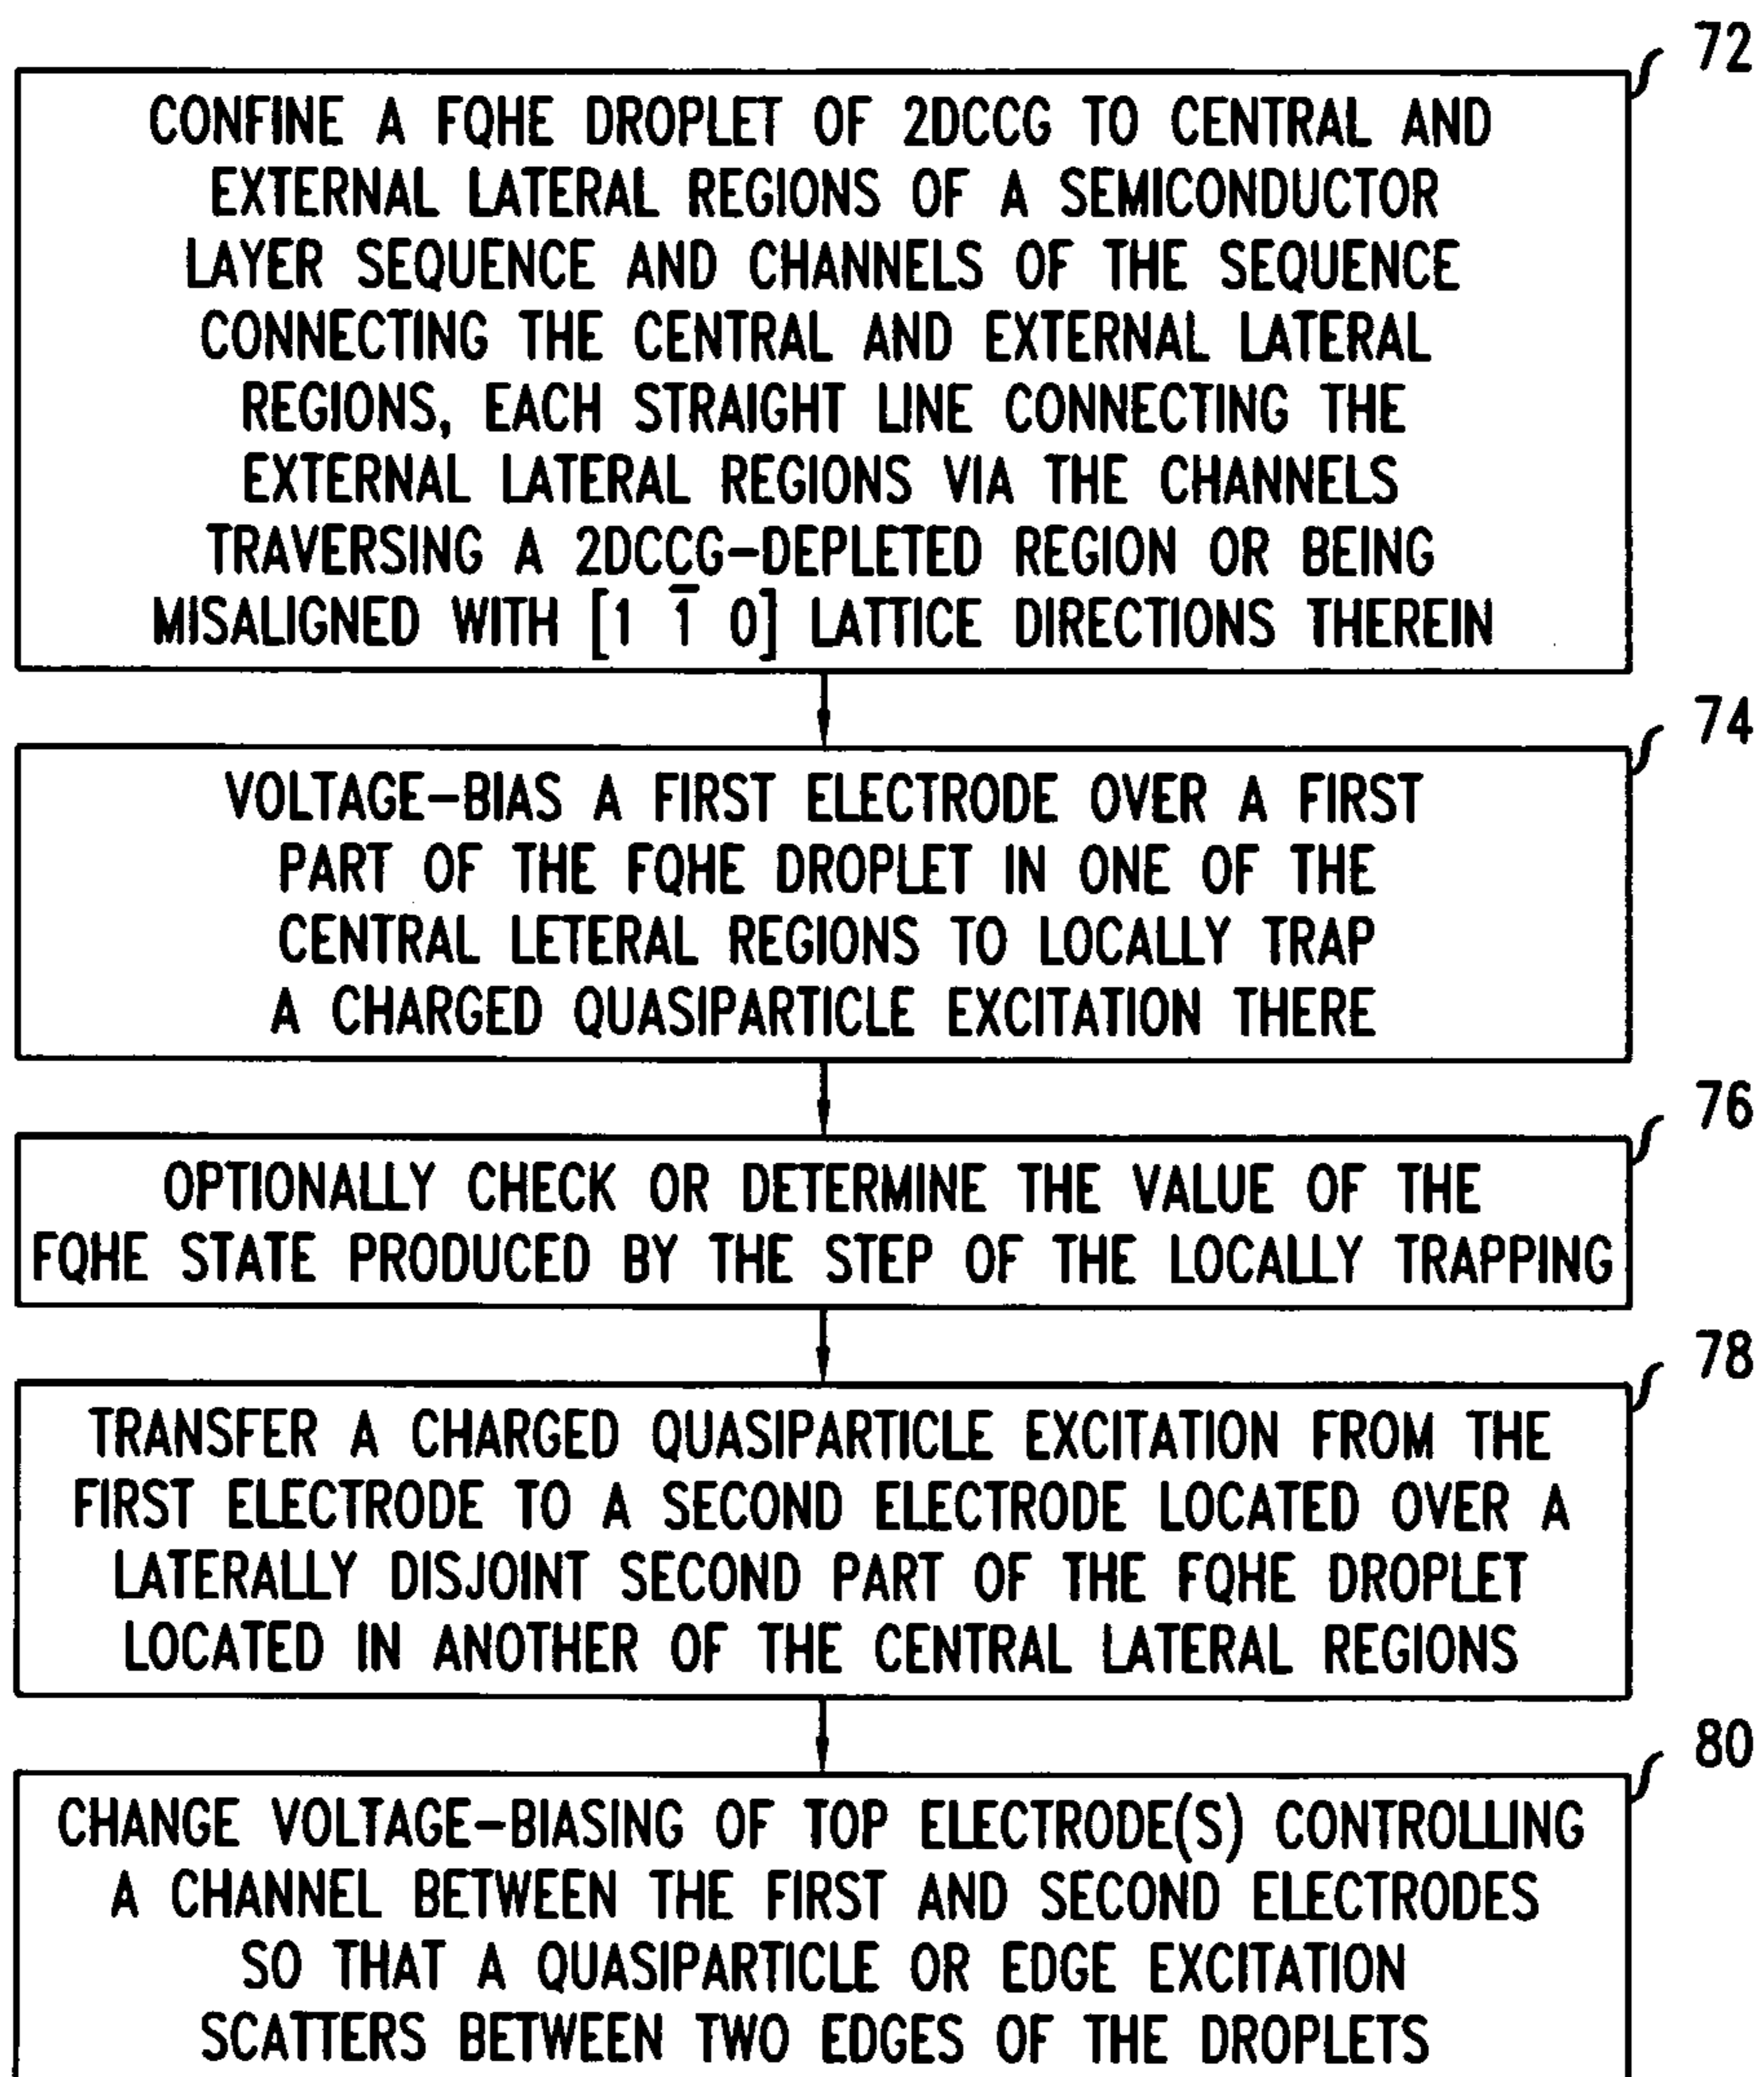 72
CONFINE A FQHE DROPLET OF 2DCCG TO CENTRAL AND
EXTERNAL LATERAL REGIONS OF A SEMICONDUCTOR
LAYER SEQUENCE AND CHANNELS OF THE SEQUENCE
CONNECTING THE CENTRAL AND EXTERNAL LATERAL
REGIONS, EACH STRAIGHT LINE CONNECTING THE
EXTERNAL LATERAL REGIONS VIA THE CHANNELS
TRAVERSING A 2DCCG-DEPLETED REGION OR BEING
MISALIGNED WITH [1 1̄ 0] LATTICE DIRECTIONS THEREIN
74
VOLTAGE-BIAS A FIRST ELECTRODE OVER A FIRST
PART OF THE FQHE DROPLET IN ONE OF THE
CENTRAL LETERAL REGIONS TO LOCALLY TRAP
A CHARGED QUASIPARTICLE EXCITATION THERE
76
OPTIONALLY CHECK OR DETERMINE THE VALUE OF THE
FQHE STATE PRODUCED BY THE STEP OF THE LOCALLY TRAPPING
78
TRANSFER A CHARGED QUASIPARTICLE EXCITATION FROM THE
FIRST ELECTRODE TO A SECOND ELECTRODE LOCATED OVER A
LATERALLY DISJOINT SECOND PART OF THE FQHE DROPLET
LOCATED IN ANOTHER OF THE CENTRAL LATERAL REGIONS
80
CHANGE VOLTAGE-BIASING OF TOP ELECTRODE(S) CONTROLLING
A CHANNEL BETWEEN THE FIRST AND SECOND ELECTRODES
SO THAT A QUASIPARTICLE OR EDGE EXCITATION
SCATTERS BETWEEN TWO EDGES OF THE DROPLETS